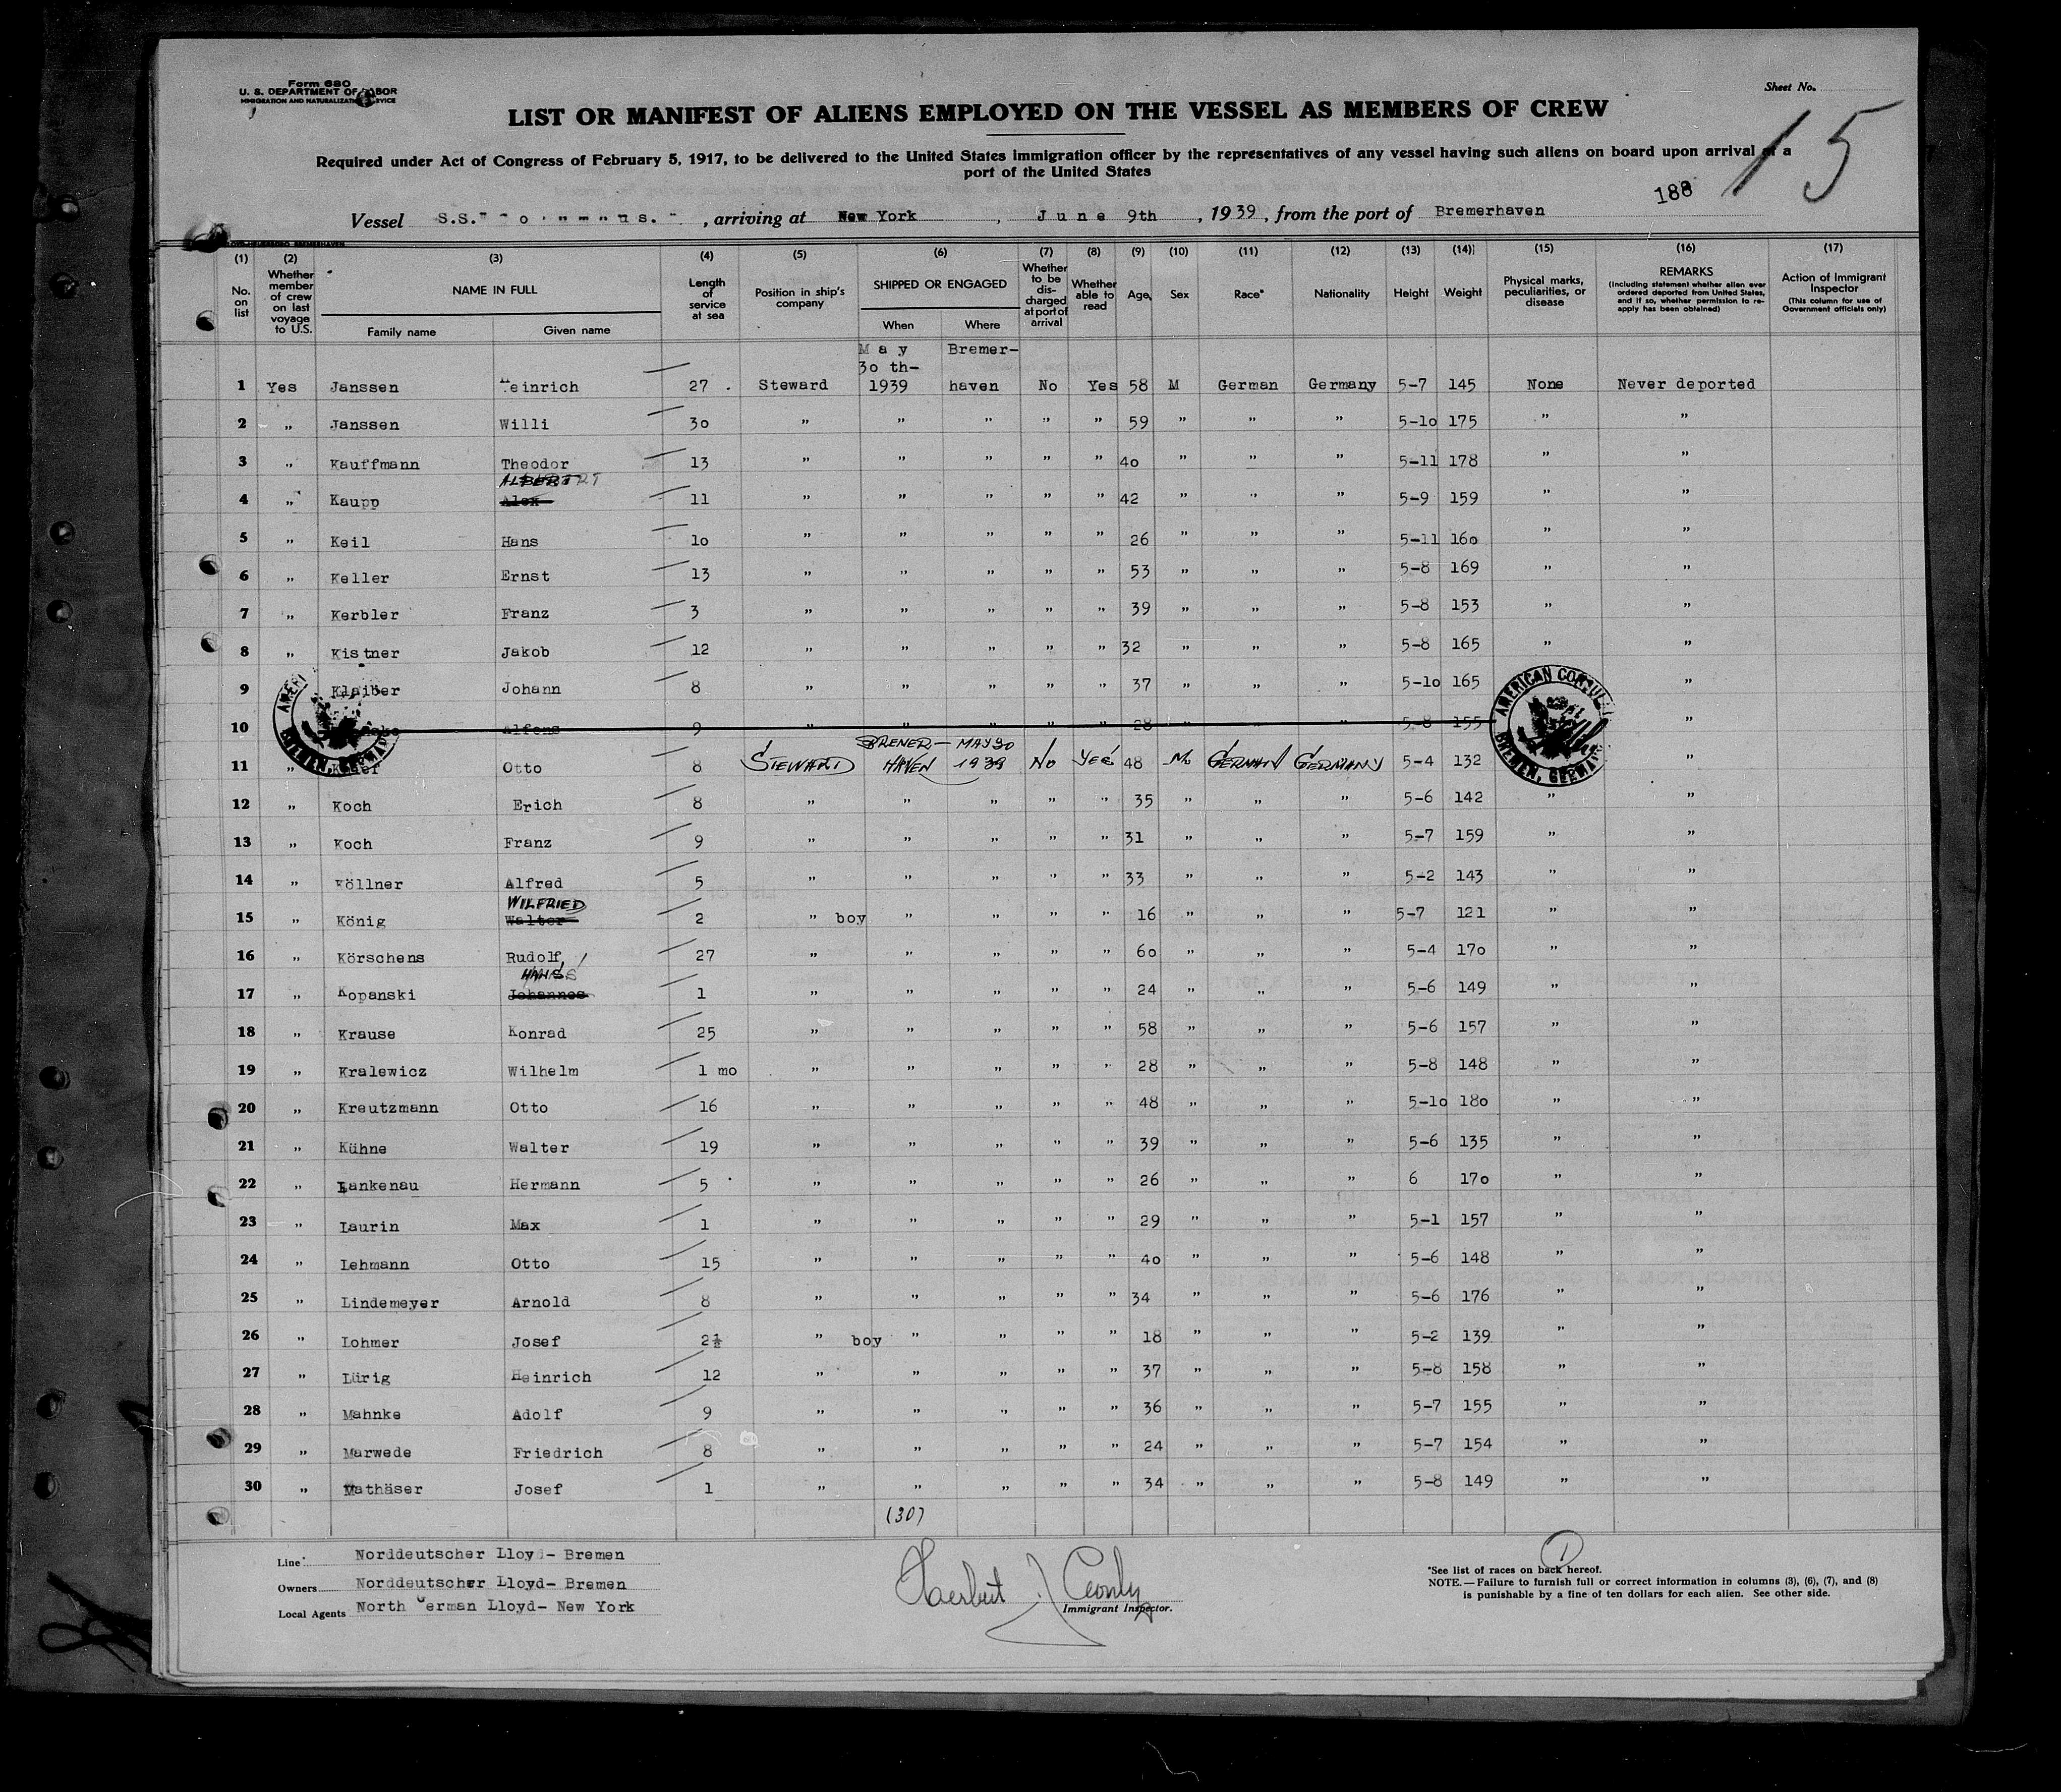 Form 680
U. S. DEPARTMENT OF LABOR
IMMIGRATION AND NATURALIZATION SERVICE
Sheet No.
15
LIST OR MANIFEST OF ALIENS EMPLOYED ON THE VESSEL AS MEMBERS OF CREW
Required under Act of Congress of February 5, 1917, to be delivered to the United States immigration officer by the representatives of any vessel having such aliens on board upon arrival at a
port of the United States
188
Vessel S.S. , arriving at New York , June 9th , 1939 , from the port of Bremerhaven
(1) (2) (3) (4) (5) (6) (7) (8) (9) (10) (11) (12) (13) (14) (15) (16) (17)
No. on list
Whether member of crew on last voyage to U.S.
NAME IN FULL
Family name Given name
Length of service at sea
Position in ship's company
SHIPPED OR ENGAGED
When Where
Whether to be discharged at port of arrival
Whether able to read
Age
Sex
Race*
Nationality
Height
Weight
Physical marks, peculiarities, or disease
REMARKS
(Including statement whether alien ever ordered deported from United States, and if so, whether permission to reapply has been obtained)
Action of Immigrant Inspector
(This column for use of Government officials only)
May Bremer-
30 th-
1 Yes Janssen Heinrich 27 Steward 1939 haven No Yes 58 M German Germany 5-7 145 None Never deported
2 " Janssen Willi 30 " " " " " 59 " " " 5-10 175 " "
3 " Kauffmann Theodor 13 " " " " " 40 " " " 5-11 178 " "
ALBERT
4 " Kaupp Alex 11 " " " " " 42 " " " 5-9 159 " "
5 " Keil Hans 10 " " " " " 26 " " " 5-11 160 " "
6 " Keller Ernst 13 " " " " " 53 " " " 5-8 169 " "
7 " Kerbler Franz 3 " " " " " 39 " " " 5-8 153 " "
8 " Kistner Jakob 12 " " " " " 32 " " " 5-8 165 " "
9 Klaiber Johann 8 " " " " " 37 " " " 5-10 165 "
10 Alfons 9 " " " " " 28 " " " 5-8 155 "
BREMER- MAY 30
11 " Otto 8 STEWARD HAVEN 1939 No Yes 48 M. GERMAN GERMANY 5-4 132 "
AMERICAN CONSUL
BREMEN, GERMANY
12 " Koch Erich 8 " " " " " 35 " " " 5-6 142 " "
13 " Koch Franz 9 " " " " " 31 " " " 5-7 159 " "
14 " Köllner Alfred 5 " " " " " 33 " " " 5-2 143 " "
WILFRIED
15 " König Walter 2 " boy " " " " 16 " " " 5-7 121 " "
16 " Körschens Rudolf 27 " " " " " 60 " " " 5-4 170 " "
HANS
17 " Kopanski Johannes 1 " " " " " 24 " " " 5-6 149 " "
18 " Krause Konrad 25 " " " " " 58 " " " 5-6 157 " "
19 " Kralewicz Wilhelm 1 mo " " " " " 28 " " " 5-8 148 " "
20 " Kreutzmann Otto 16 " " " " " 48 " " " 5-10 180 " "
21 " Kühne Walter 19 " " " " " 39 " " " 5-6 135 " "
22 " Lankenau Hermann 5 " " " " " 26 " " " 6 170 " "
23 " Laurin Max 1 " " " " " 29 " " " 5-1 157 " "
24 " Lehmann Otto 15 " " " " " 40 " " " 5-6 148 " "
25 " Lindemeyer Arnold 8 " " " " " 34 " " " 5-6 176 " "
26 " Lohmer Josef 2½ " boy " " " " 18 " " " 5-2 139 " "
27 " Lürig Heinrich 12 " " " " " 37 " " " 5-8 158 " "
28 " Mahnke Adolf 9 " " " " " 36 " " " 5-7 155 " "
29 " Marwede Friedrich 8 " " " " " 24 " " " 5-7 154 " "
30 " Mathäser Josef 1 " " " " " 34 " " " 5-8 149 " "
(30)
Line Norddeutscher Lloyd- Bremen
Owners Norddeutscher Lloyd- Bremen
Local Agents North German Lloyd- New York
Herbert J
Immigrant Inspector.
*See list of races on back hereof.
NOTE.—Failure to furnish full or correct information in columns (3), (6), (7), and (8)
is punishable by a fine of ten dollars for each alien. See other side.